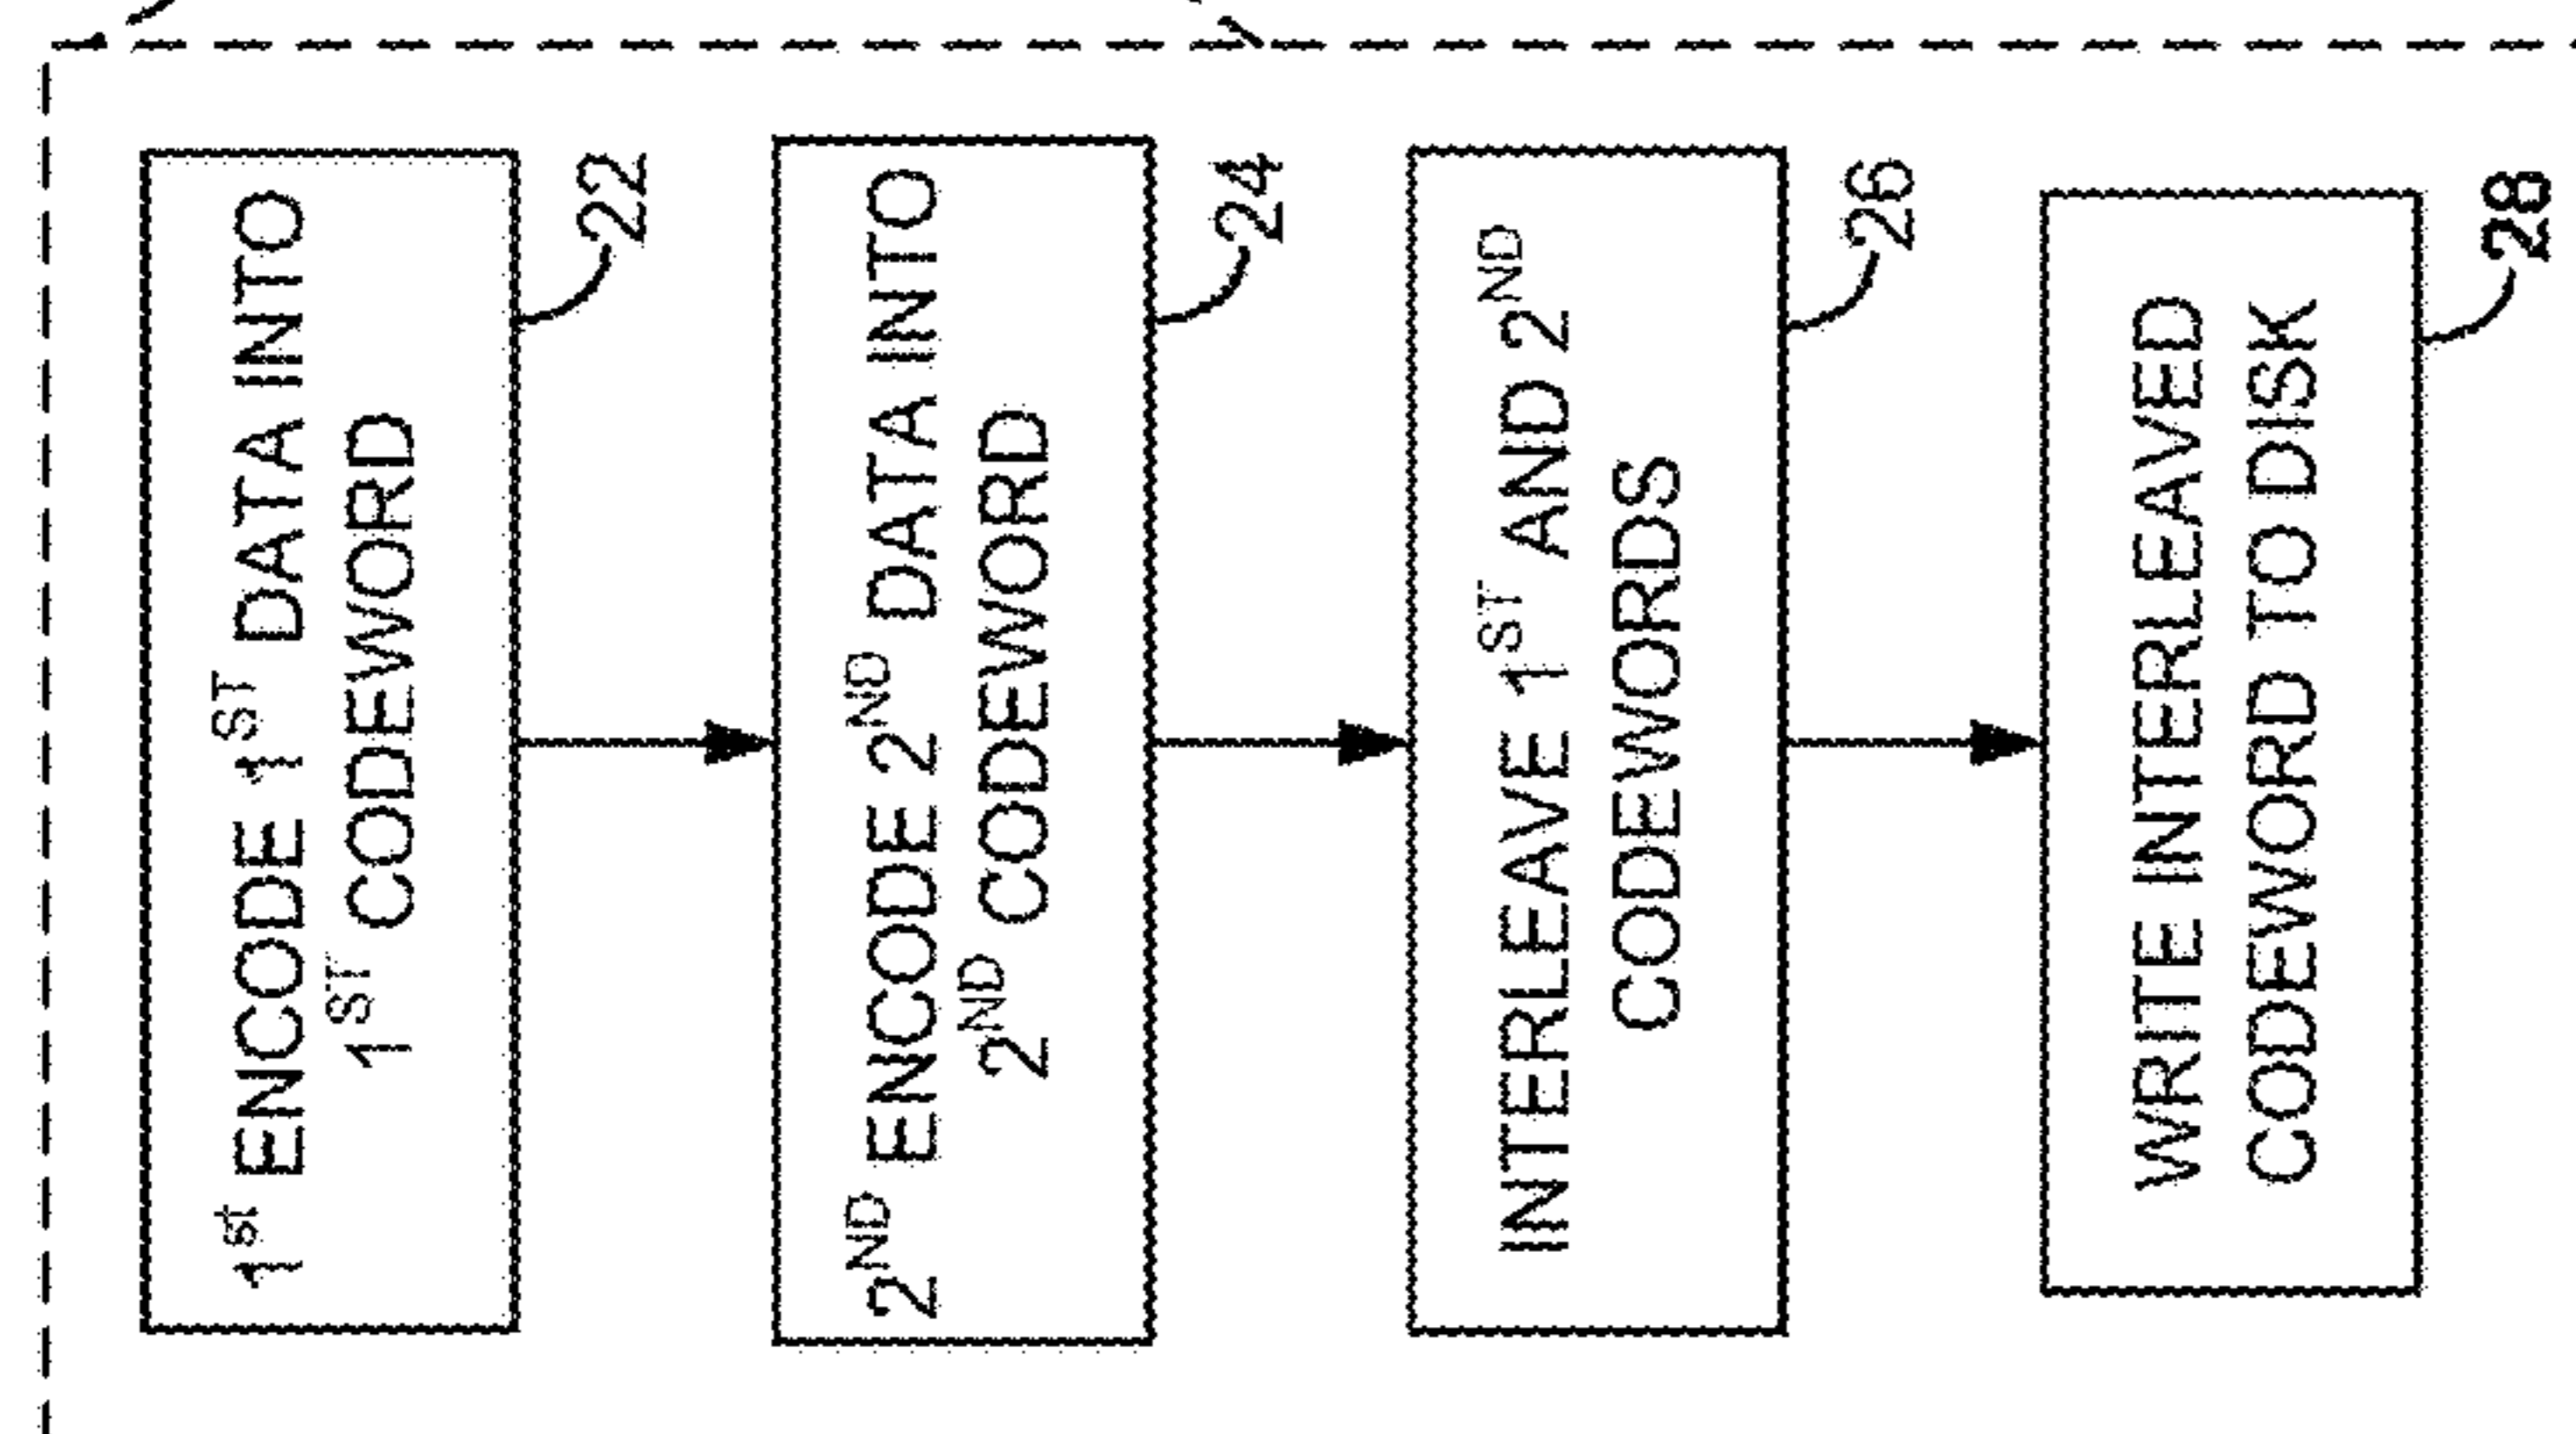 1st ENCODE 1ST DATA INTO
1ST CODEWORD
22
2ND ENCODE 2ND DATA INTO
2ND CODEWORD
24
INTERLEAVE 1ST AND 2ND
CODEWORDS
26
WRITE INTERLEAVED
CODEWORD TO DISK
28